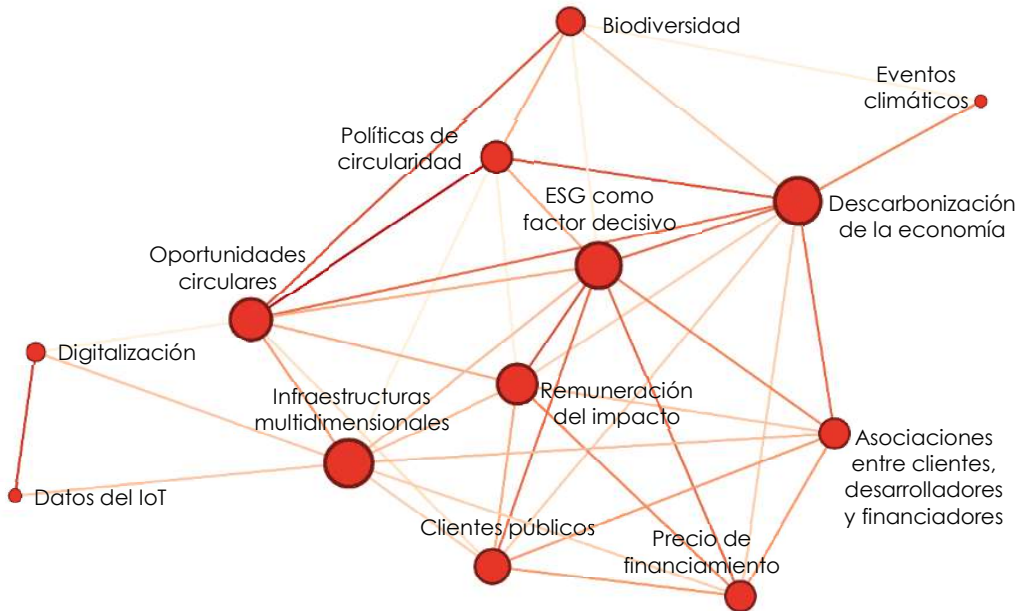 Biodiversidad
Eventos
climáticos
Políticas de
circularidad
ESG como
factor decisivo
Descarbonización
de la economía
Oportunidades
circulares
Digitalización
Infraestructuras
multidimensionales
Remuneración
del impacto
Asociaciones
entre clientes,
desarrolladores
y financiadores
Datos del IoT
Clientes públicos
Precio de
financiamiento